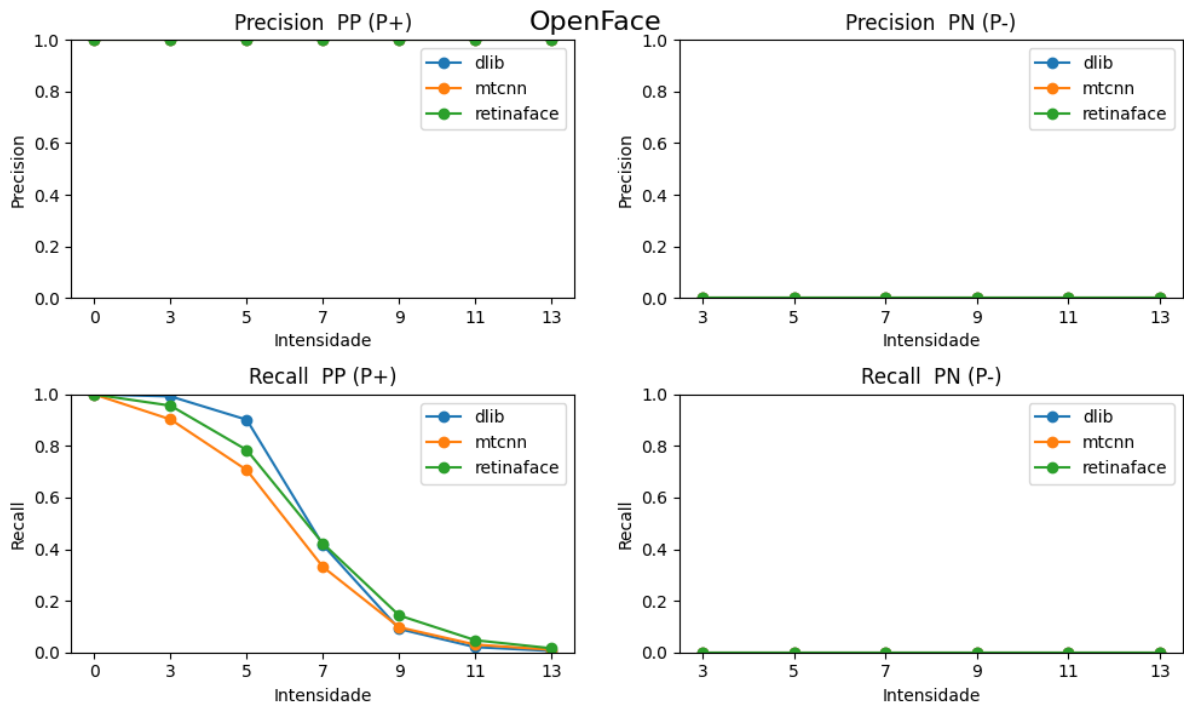 OpenFace
Precision  PP (P+)
1.0
0.8
0.6
0.4
0.2
0.0
Precision
0 3 5 7 9 11 13
Intensidade
dlib
mtcnn
retinaface
Precision  PN (P-)
1.0
0.8
0.6
0.4
0.2
0.0
Precision
3 5 7 9 11 13
Intensidade
dlib
mtcnn
retinaface
Recall  PP (P+)
1.0
0.8
0.6
0.4
0.2
0.0
Recall
0 3 5 7 9 11 13
Intensidade
dlib
mtcnn
retinaface
Recall  PN (P-)
1.0
0.8
0.6
0.4
0.2
0.0
Recall
3 5 7 9 11 13
Intensidade
dlib
mtcnn
retinaface